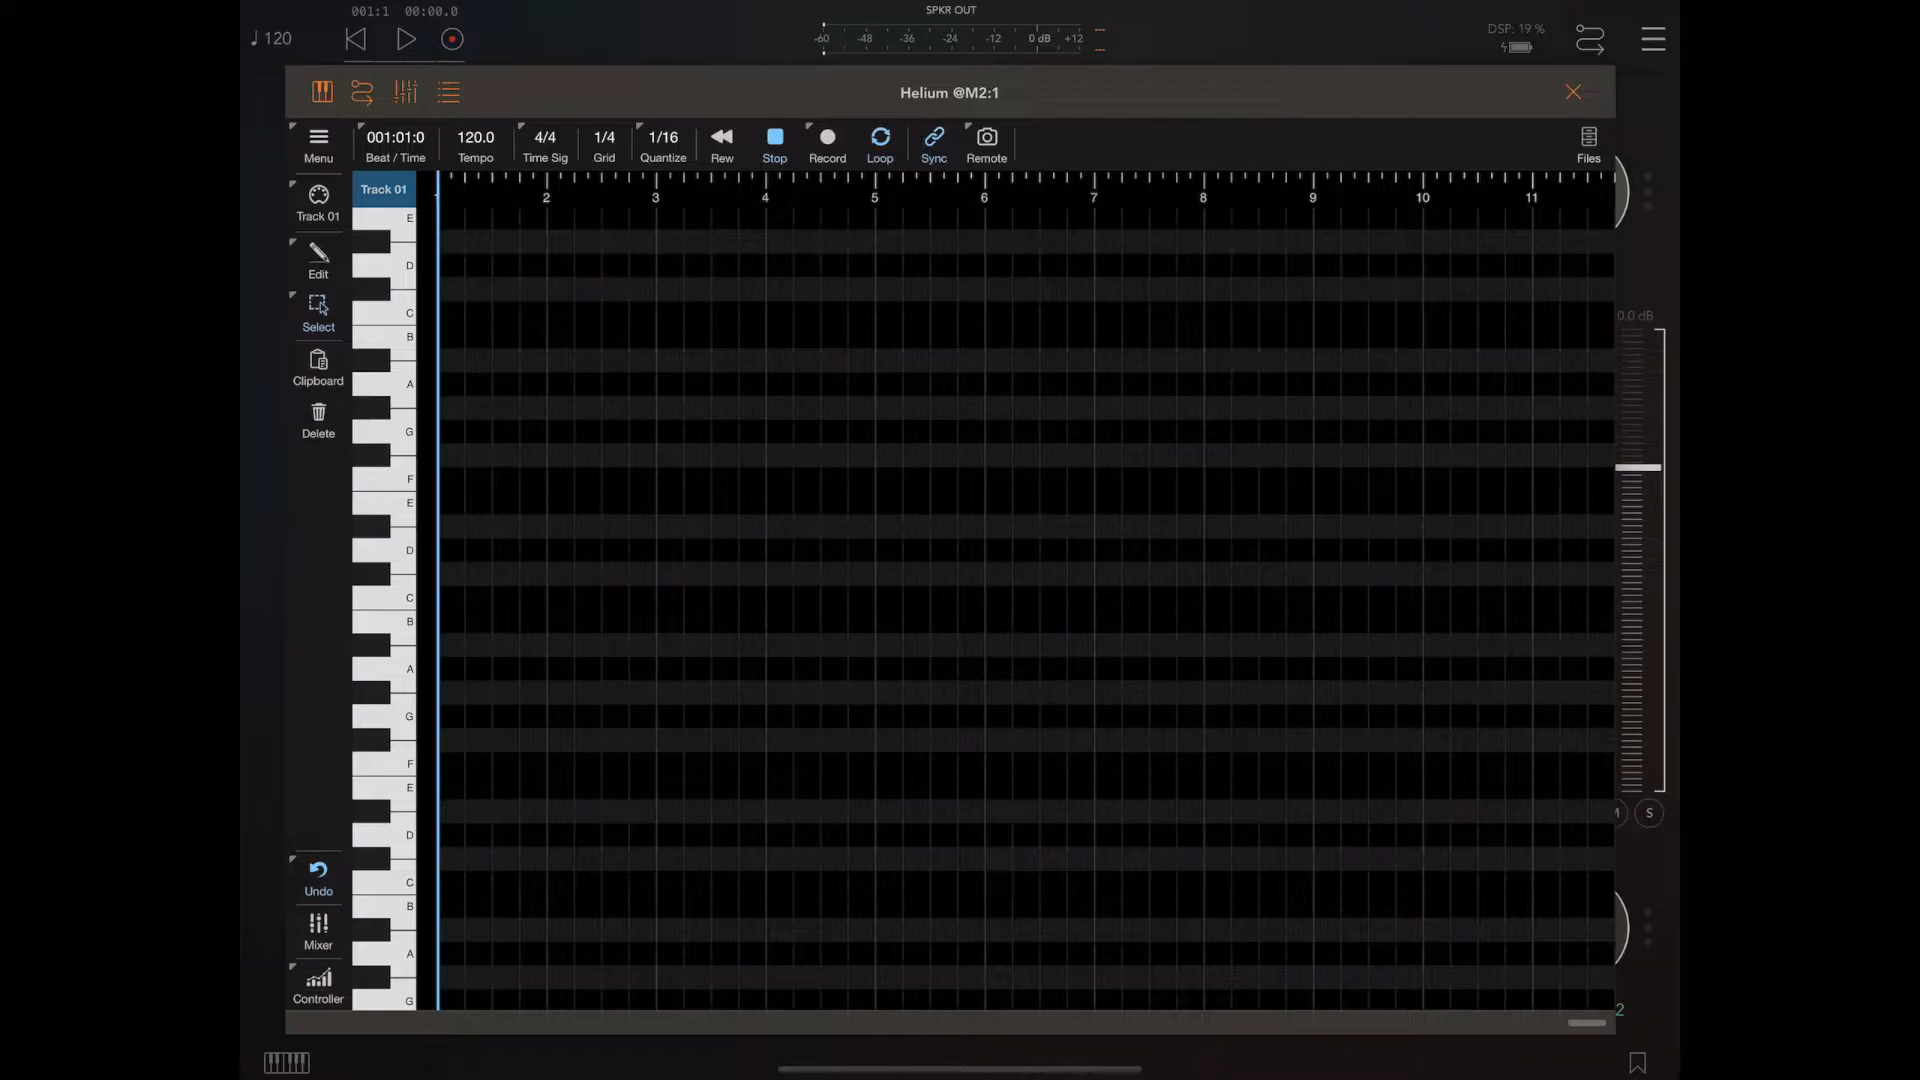 001:1 00:00.0
SPKR OUT
120
-60 -48 -36 -24 -12 0 dB +12
DSP: 19 %
Helium @M2:1
001:01:0 120.0 4/4 1/4 1/16
Menu Beat / Time Tempo Time Sig Grid Quantize Rew Stop Record Loop Sync Remote Files
Track 01
Track 01
2 3 4 5 6 7 8 9 10 11
E
D
C
B
A
G
F
E
D
C
B
A
G
F
E
D
C
B
A
G
Edit
Select
Clipboard
Delete
Undo
Mixer
Controller
0.0 dB
S
2